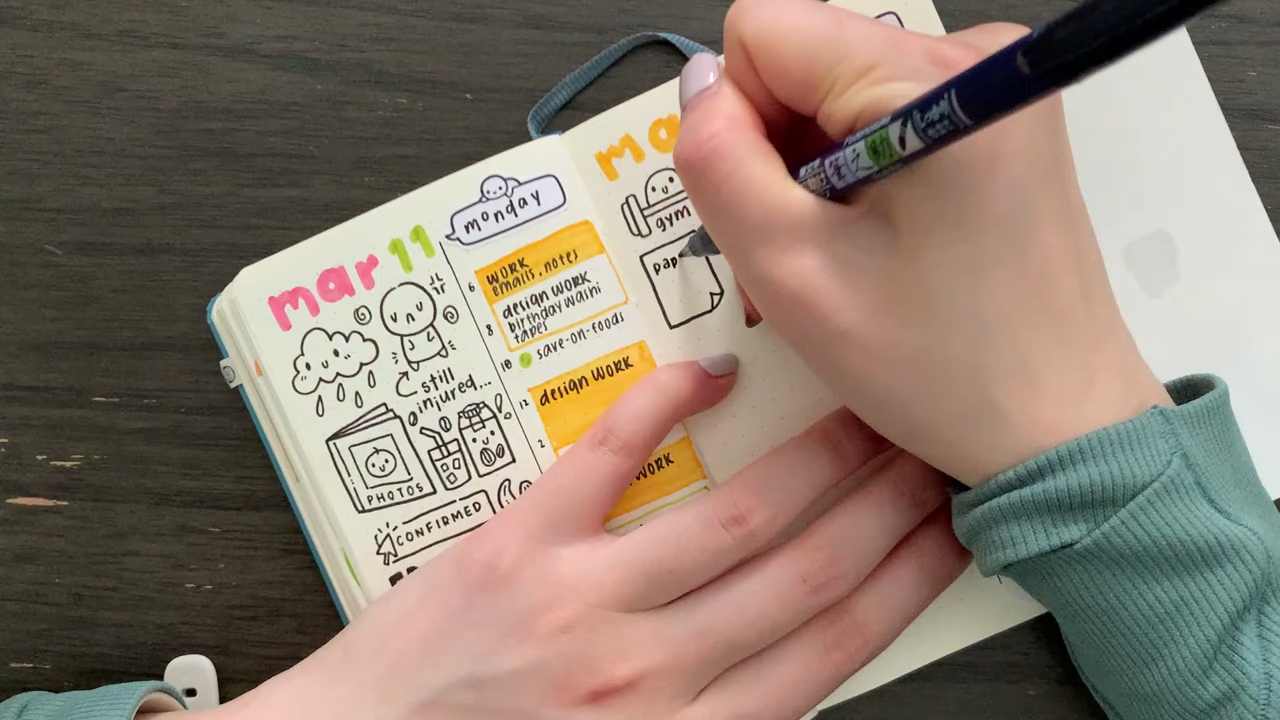 mar 11
still
injured...
PHOTOS
CONFIRMED
monday
6
WORK
emails, notes
design WORK
birthday washi
tapes
8
10
save-on-foods
12
design WORK
2
WORK
ma
gym
pap